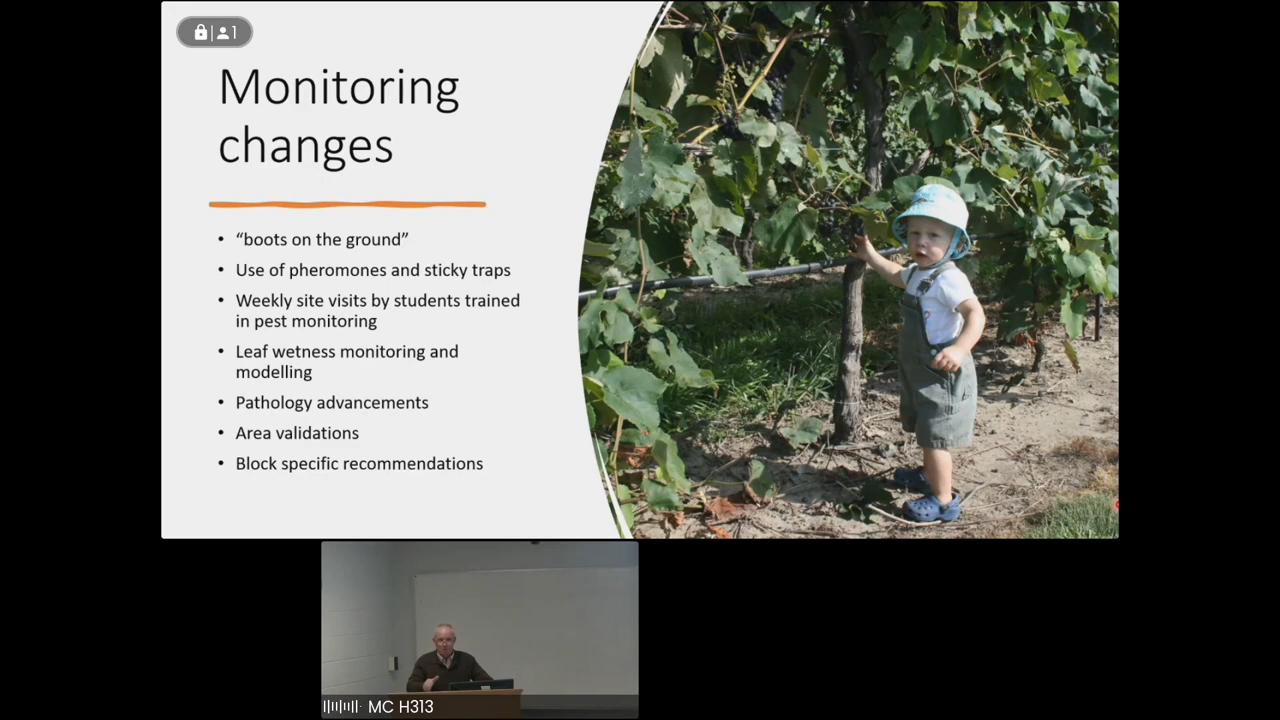 1
Monitoring
changes
• “boots on the ground”
• Use of pheromones and sticky traps
• Weekly site visits by students trained
in pest monitoring
• Leaf wetness monitoring and
modelling
• Pathology advancements
• Area validations
• Block specific recommendations
MC H313